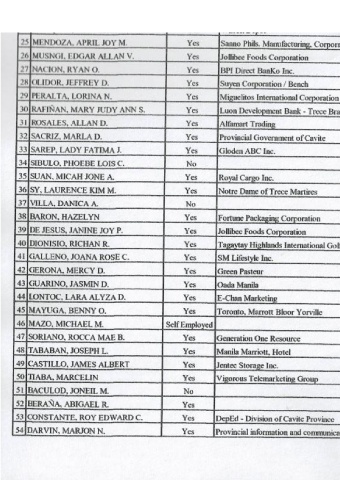 25 MENDOZA, APRIL JOY M. Yes Sanno Phils. Manufacturing, Corpor
26 MUSNGI, EDGAR ALLAN V. Yes Jollibee Foods Corporation
27 NACION, RYAN O. Yes BPI Direct BanKo Inc.
28 OLIDOR, JEFFREY D. Yes Suyen Corporation / Bench
29 PERALTA, LORINA N. Yes Miguelitos International Corporation
30 RAFIÑAN, MARY JUDY ANN S. Yes Luon Development Bank - Trece Bra
31 ROSALES, ALLAN D. Yes Alfamart Trading
32 SACRIZ, MARLA D. Yes Provincial Government of Cavite
33 SAREP, LADY FATIMA J. Yes Gloden ABC Inc.
34 SIBULO, PHOEBE LOIS C. No
35 SUAN, MICAH JONE A. Yes Royal Cargo Inc.
36 SY, LAURENCE KIM M. Yes Notre Dame of Trece Martires
37 VILLA, DANICA A. No
38 BARON, HAZELYN Yes Fortune Packaging Corporation
39 DE JESUS, JANINE JOY P. Yes Jollibee Foods Corporation
40 DIONISIO, RICHAN R. Yes Tagaytay Highlands International Gol
41 GALLENO, JOANA ROSE C. Yes SM Lifestyle Inc.
42 GERONA, MERCY D. Yes Green Pasteur
43 GUARINO, JASMIN D. Yes Oada Manila
44 LONTOC, LARA ALYZA D. Yes E-Chan Marketing
45 MAYUGA, BENNY O. Yes Toronto, Marrott Bloor Yorville
46 MAZO, MICHAEL M. Self Employed
47 SORIANO, ROCCA MAE B. Yes Generation One Resource
48 TABABAN, JOSEPH L. Yes Manila Marriott, Hotel
49 CASTILLO, JAMES ALBERT Yes Jentec Storage Inc.
50 TIABA, MARCELIN Yes Vigorous Telemarketing Group
51 BACULOD, JONEIL M. No
52 BERAÑA, ABIGAEL R. Yes
53 CONSTANTE, ROY EDWARD C. Yes DepEd - Division of Cavite Province
54 DARVIN, MARJON N. Yes Provincial information and communica